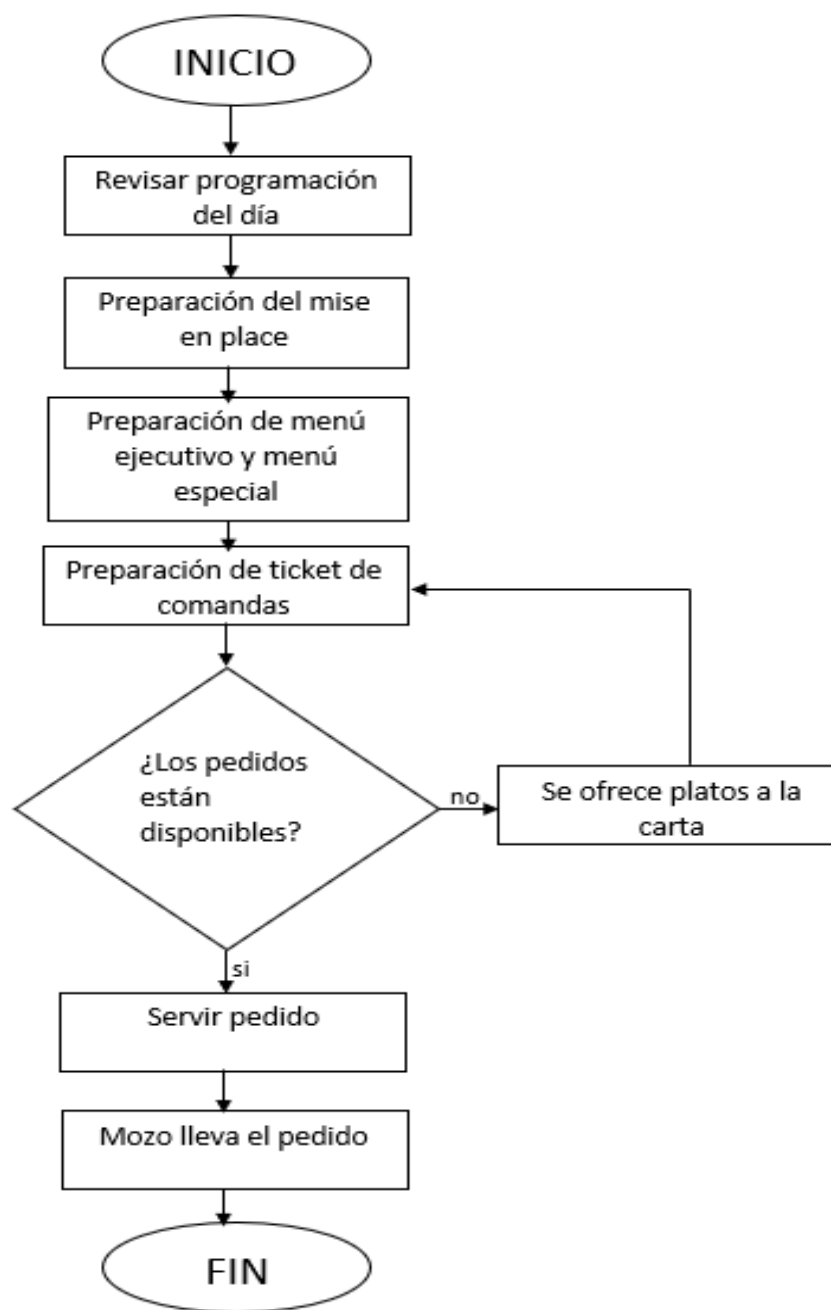 INICIO
Revisar programación
del día
Preparación del mise
en place
Preparación de menú
ejecutivo y menú
especial
Preparación de ticket de
comandas
¿Los pedidos
están
disponibles?
no
Se ofrece platos a la
carta
si
Servir pedido
Mozo lleva el pedido
FIN